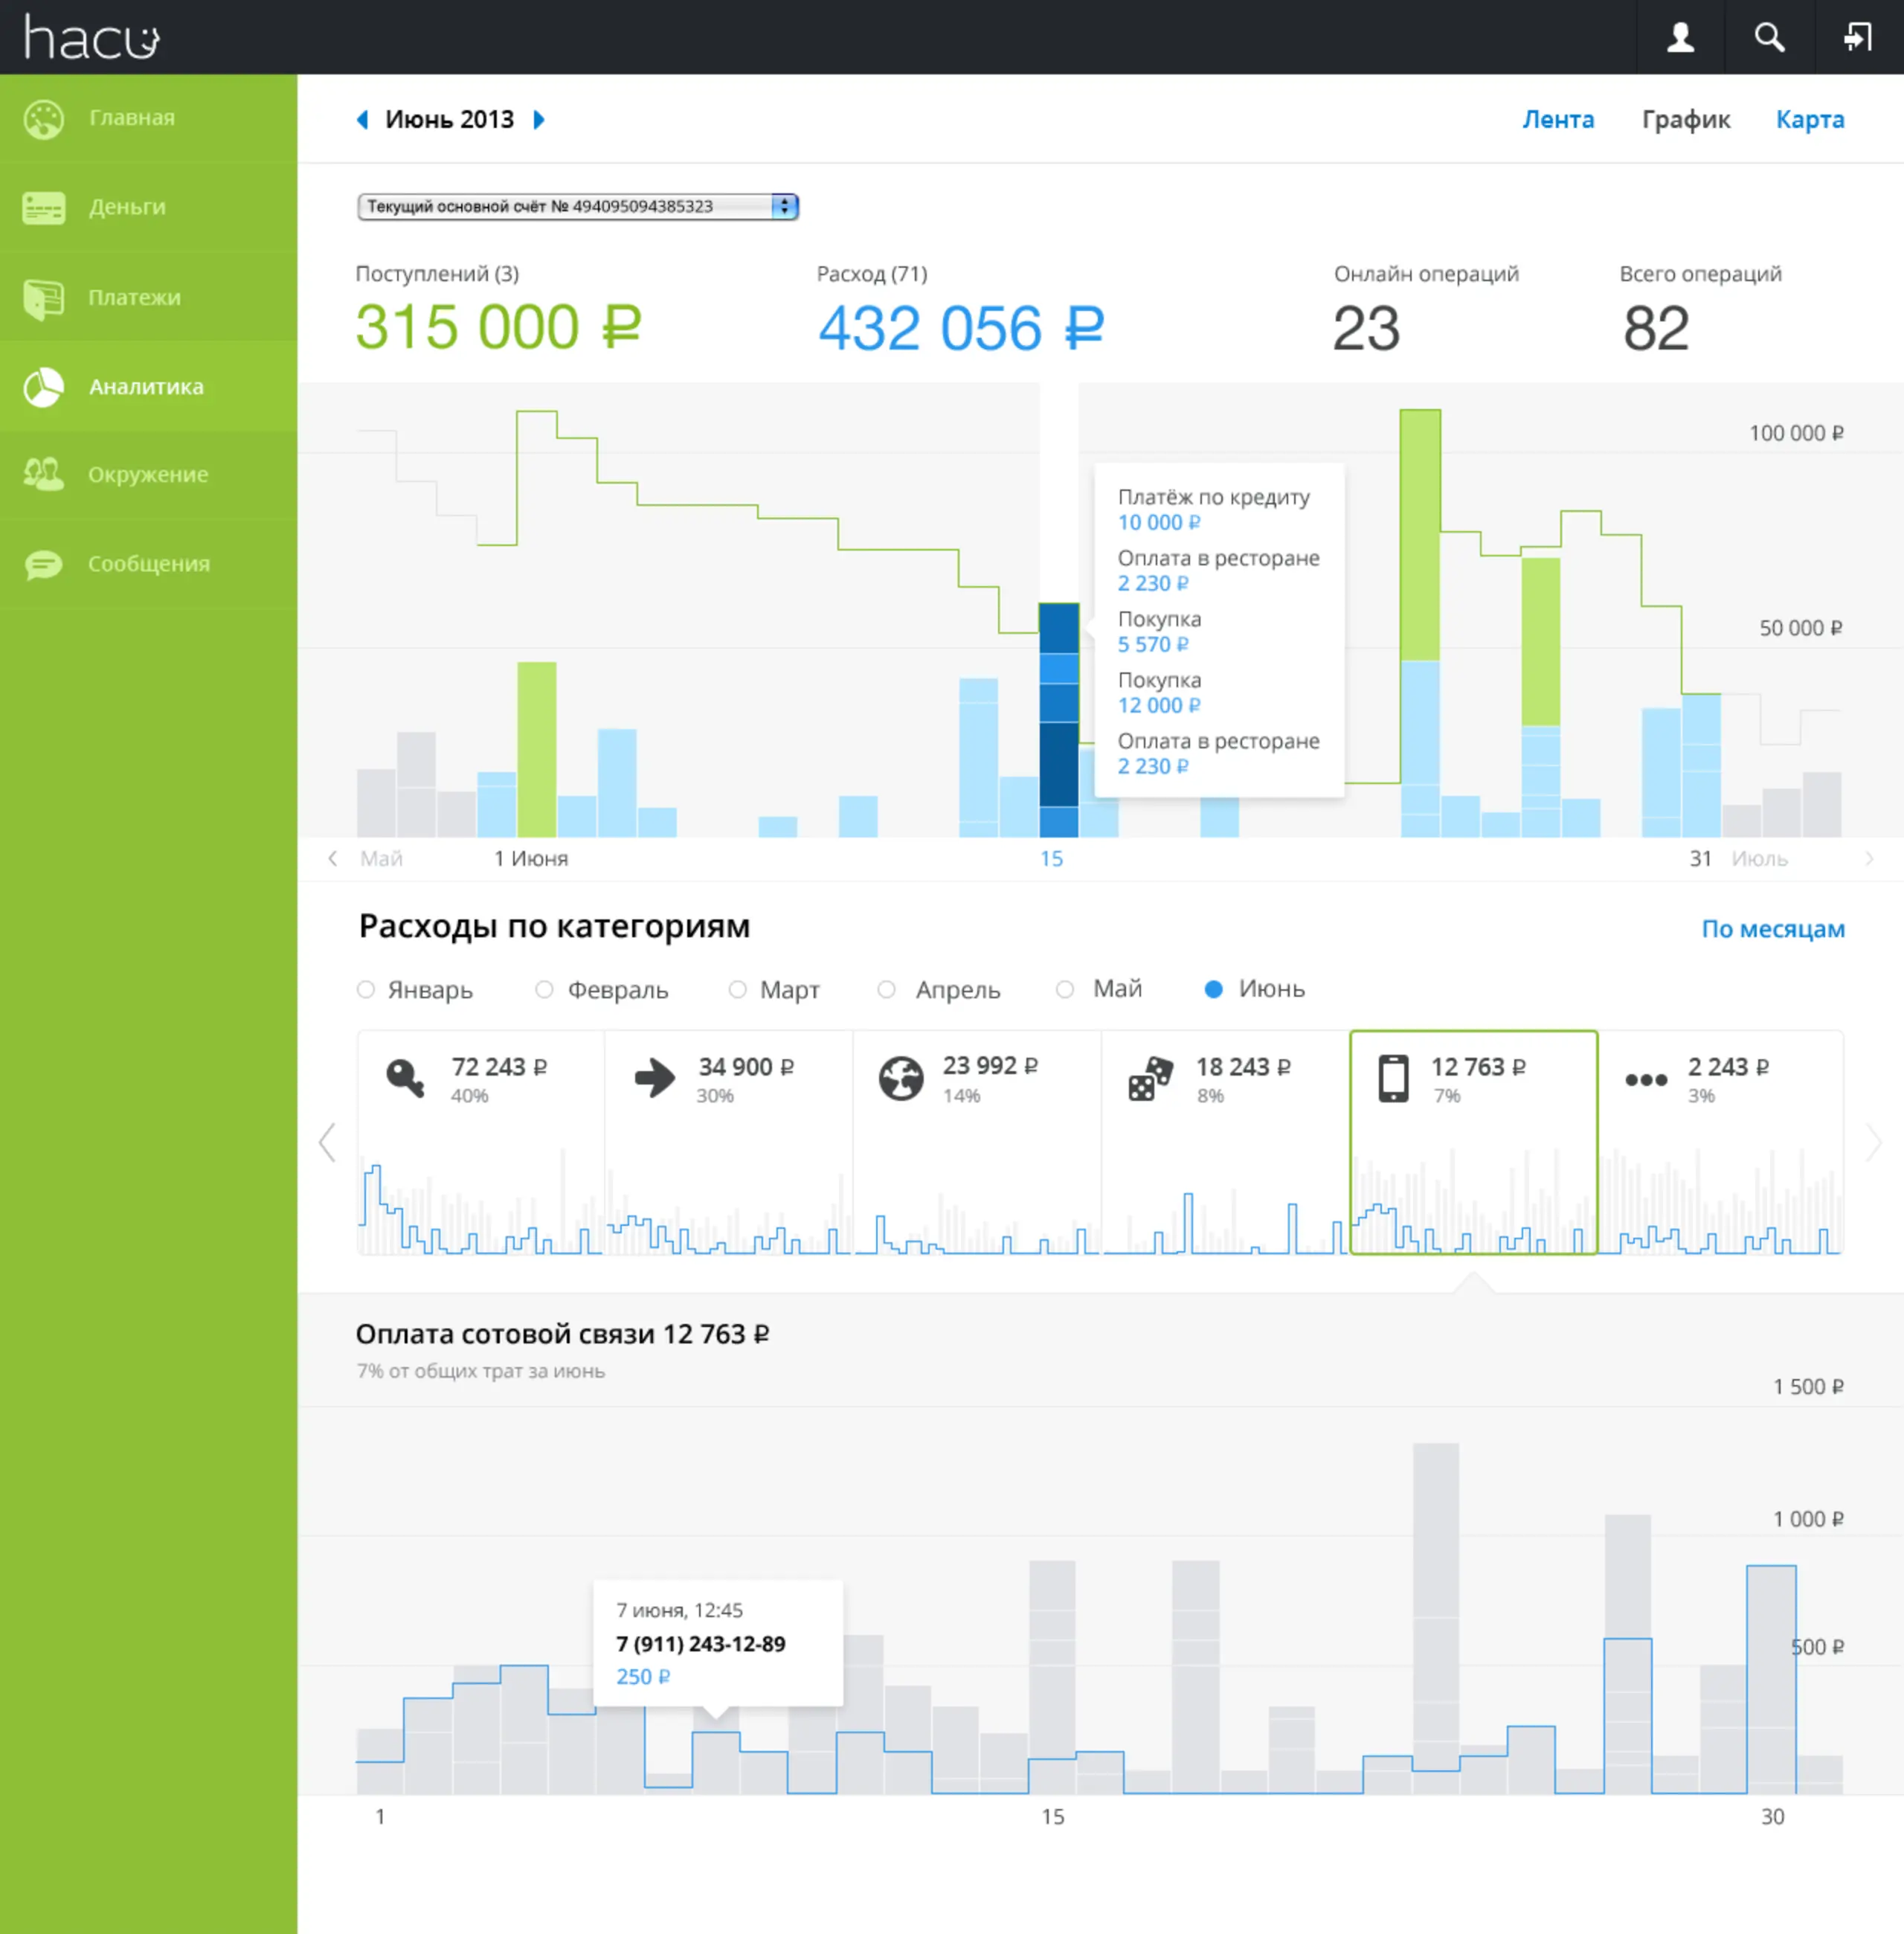 hacu
Главная
Деньги
Платежи
Аналитика
Окружение
Сообщения
Июнь 2013
Лента График Карта
Текущий основной счёт № 494095094385323
Поступлений (3) Расход (71) Онлайн операций Всего операций
315 000 ₽ 432 056 ₽ 23 82
100 000 ₽
50 000 ₽
Платёж по кредиту
10 000 ₽
Оплата в ресторане
2 230 ₽
Покупка
5 570 ₽
Покупка
12 000 ₽
Оплата в ресторане
2 230 ₽
Май 1 Июня 15 31 Июль
Расходы по категориям По месяцам
Январь Февраль Март Апрель Май Июнь
72 243 ₽ 34 900 ₽ 23 992 ₽ 18 243 ₽ 12 763 ₽ 2 243 ₽
40% 30% 14% 8% 7% 3%
Оплата сотовой связи 12 763 ₽
7% от общих трат за июнь
1 500 ₽
1 000 ₽
500 ₽
7 июня, 12:45
7 (911) 243-12-89
250 ₽
1 15 30